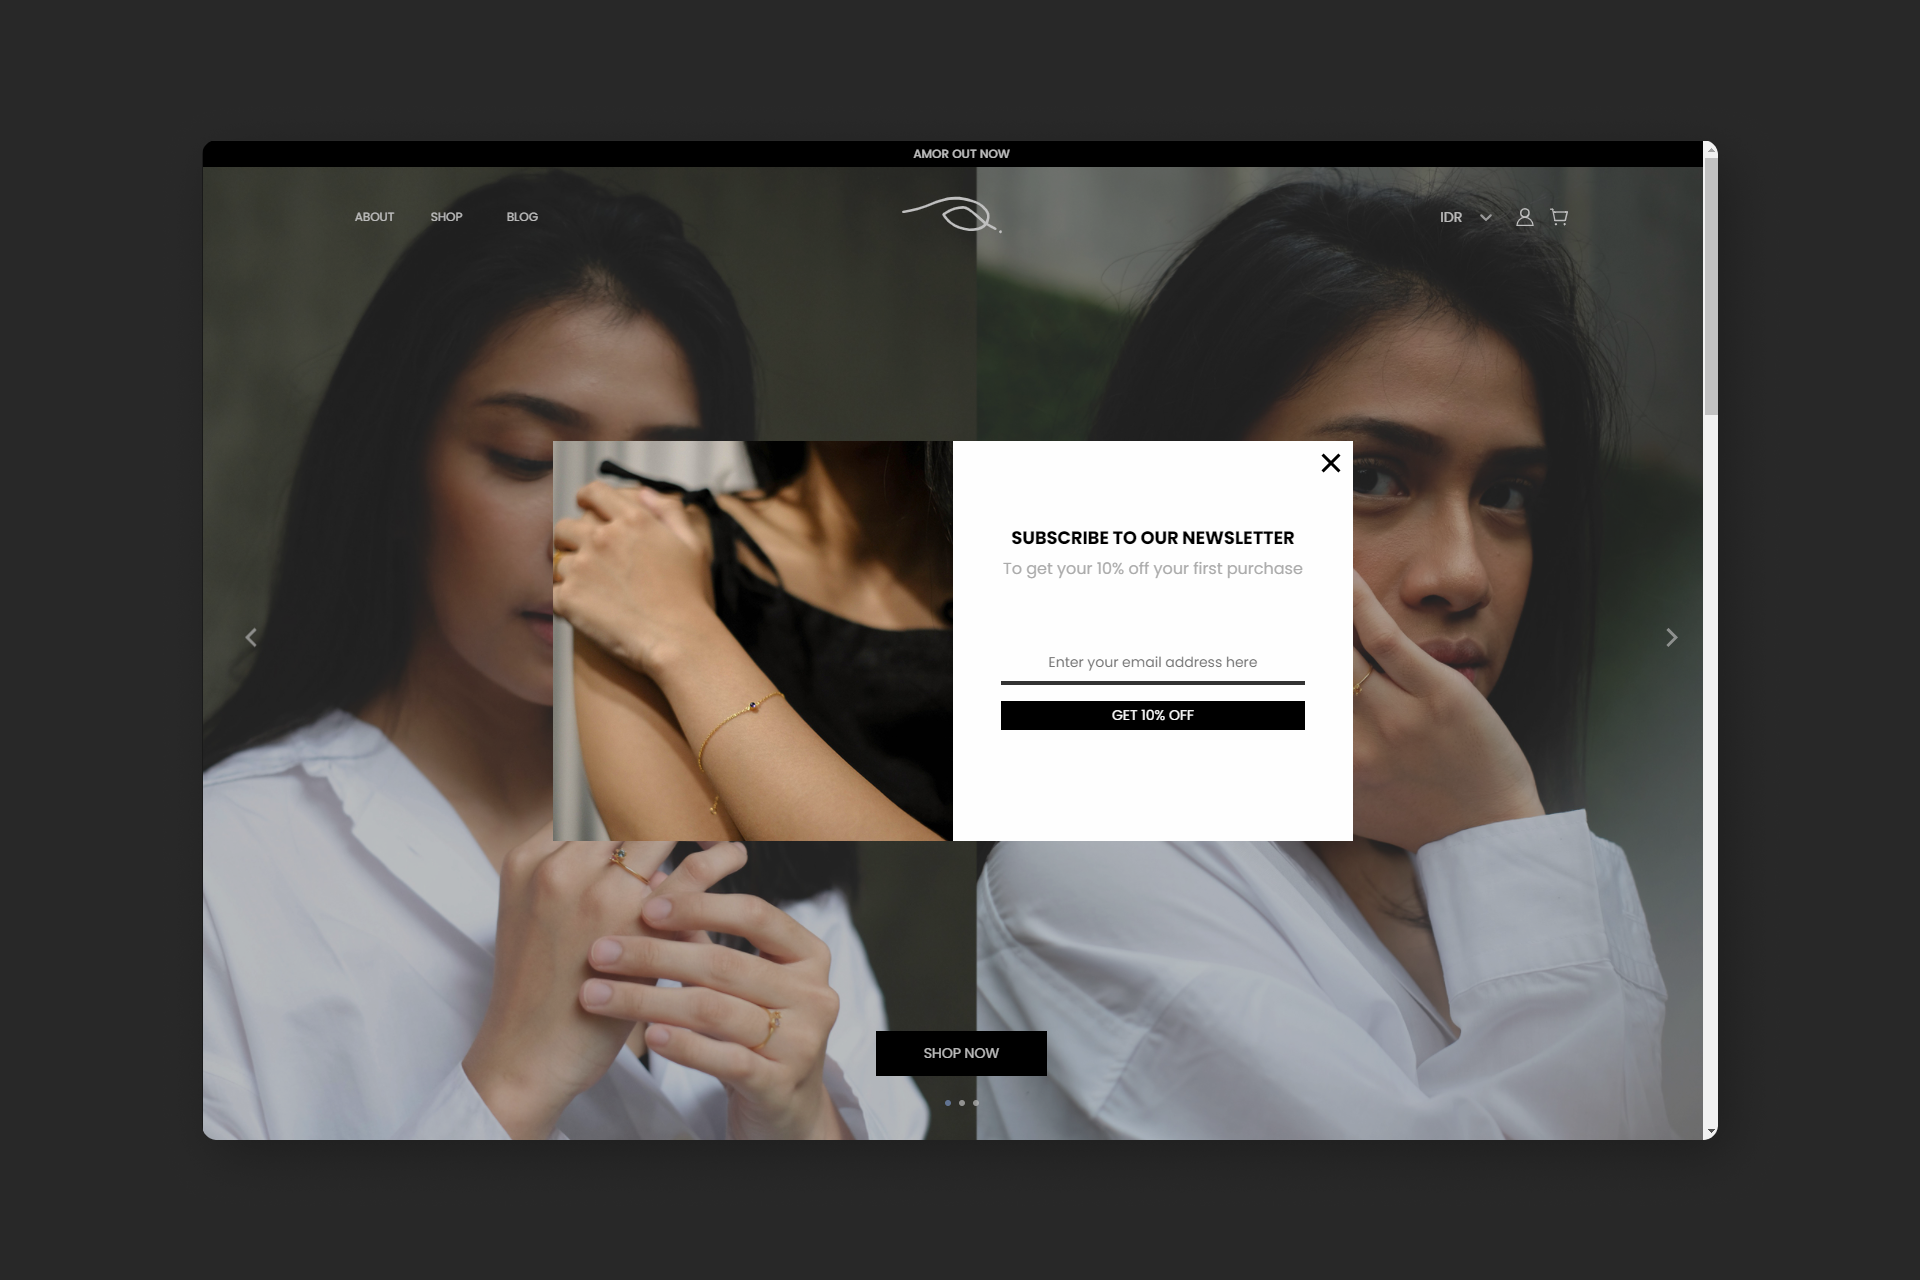 AMOR OUT NOW
ABOUT
SHOP
BLOG
IDR
SUBSCRIBE TO OUR NEWSLETTER
To get your 10% off your first purchase
Enter your email address here
GET 10% OFF
SHOP NOW